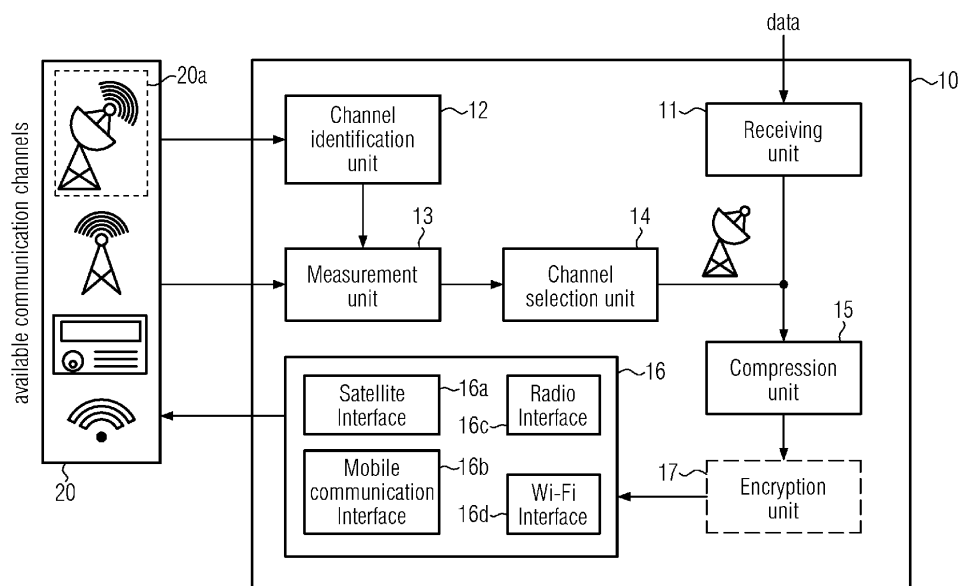 data
20a
10
12
Channel
identification
unit
11
Receiving
unit
available communication channels
13
Measurement
unit
14
Channel
selection unit
15
Compression
unit
16
Satellite
Interface
16a
Radio
Interface
16c
Mobile
communication
Interface
16b
Wi-Fi
Interface
16d
17
Encryption
unit
20